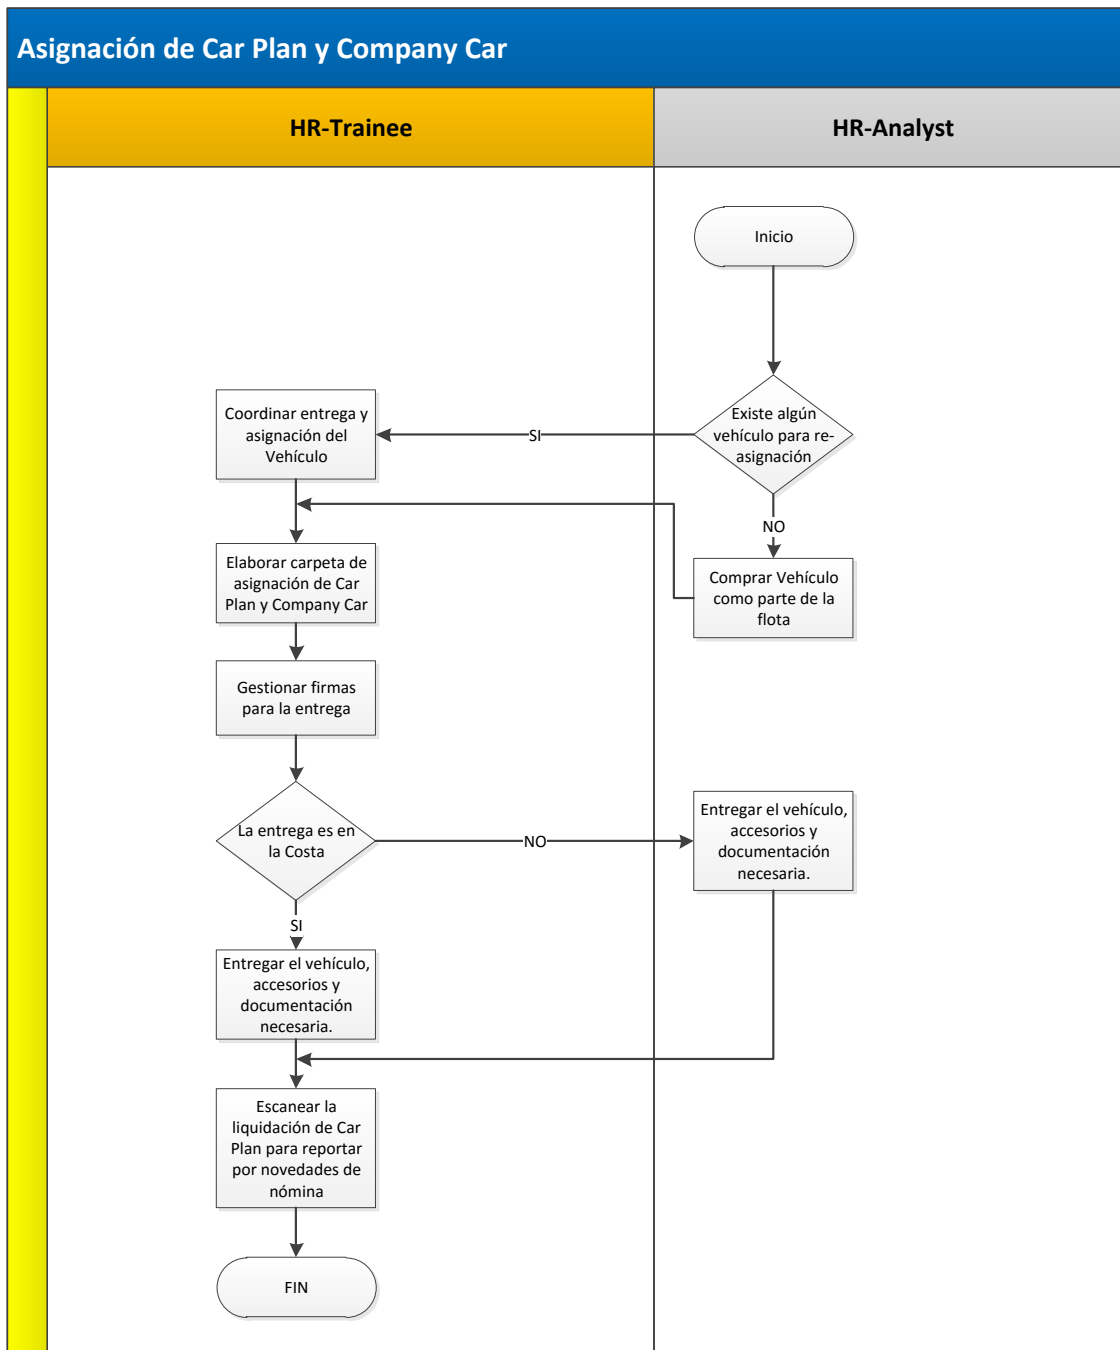 Asignación de Car Plan y Company Car
HR-Trainee
HR-Analyst
Inicio
Existe algún
vehículo para re-
asignación
SI
Coordinar entrega y
asignación del
Vehículo
NO
Comprar Vehículo
como parte de la
flota
Elaborar carpeta de
asignación de Car
Plan y Company Car
Gestionar firmas
para la entrega
La entrega es en
la Costa
NO
Entregar el vehículo,
accesorios y
documentación
necesaria.
SI
Entregar el vehículo,
accesorios y
documentación
necesaria.
Escanear la
liquidación de Car
Plan para reportar
por novedades de
nómina
FIN